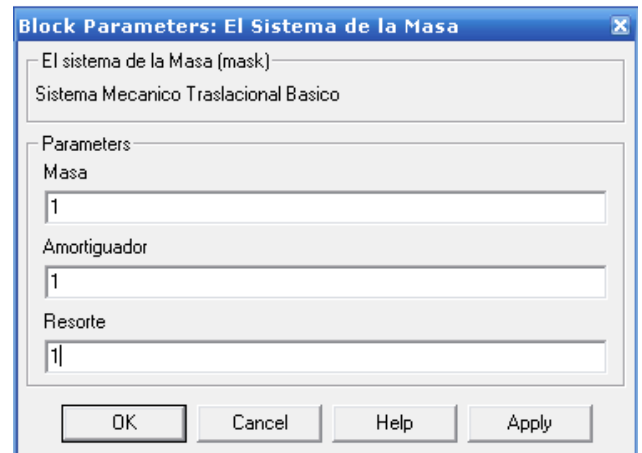 Block Parameters: El Sistema de la Masa
El sistema de la Masa (mask)
Sistema Mecanico Traslacional Basico
Parameters
Masa
1
Amortiguador
1
Resorte
1
OK Cancel Help Apply